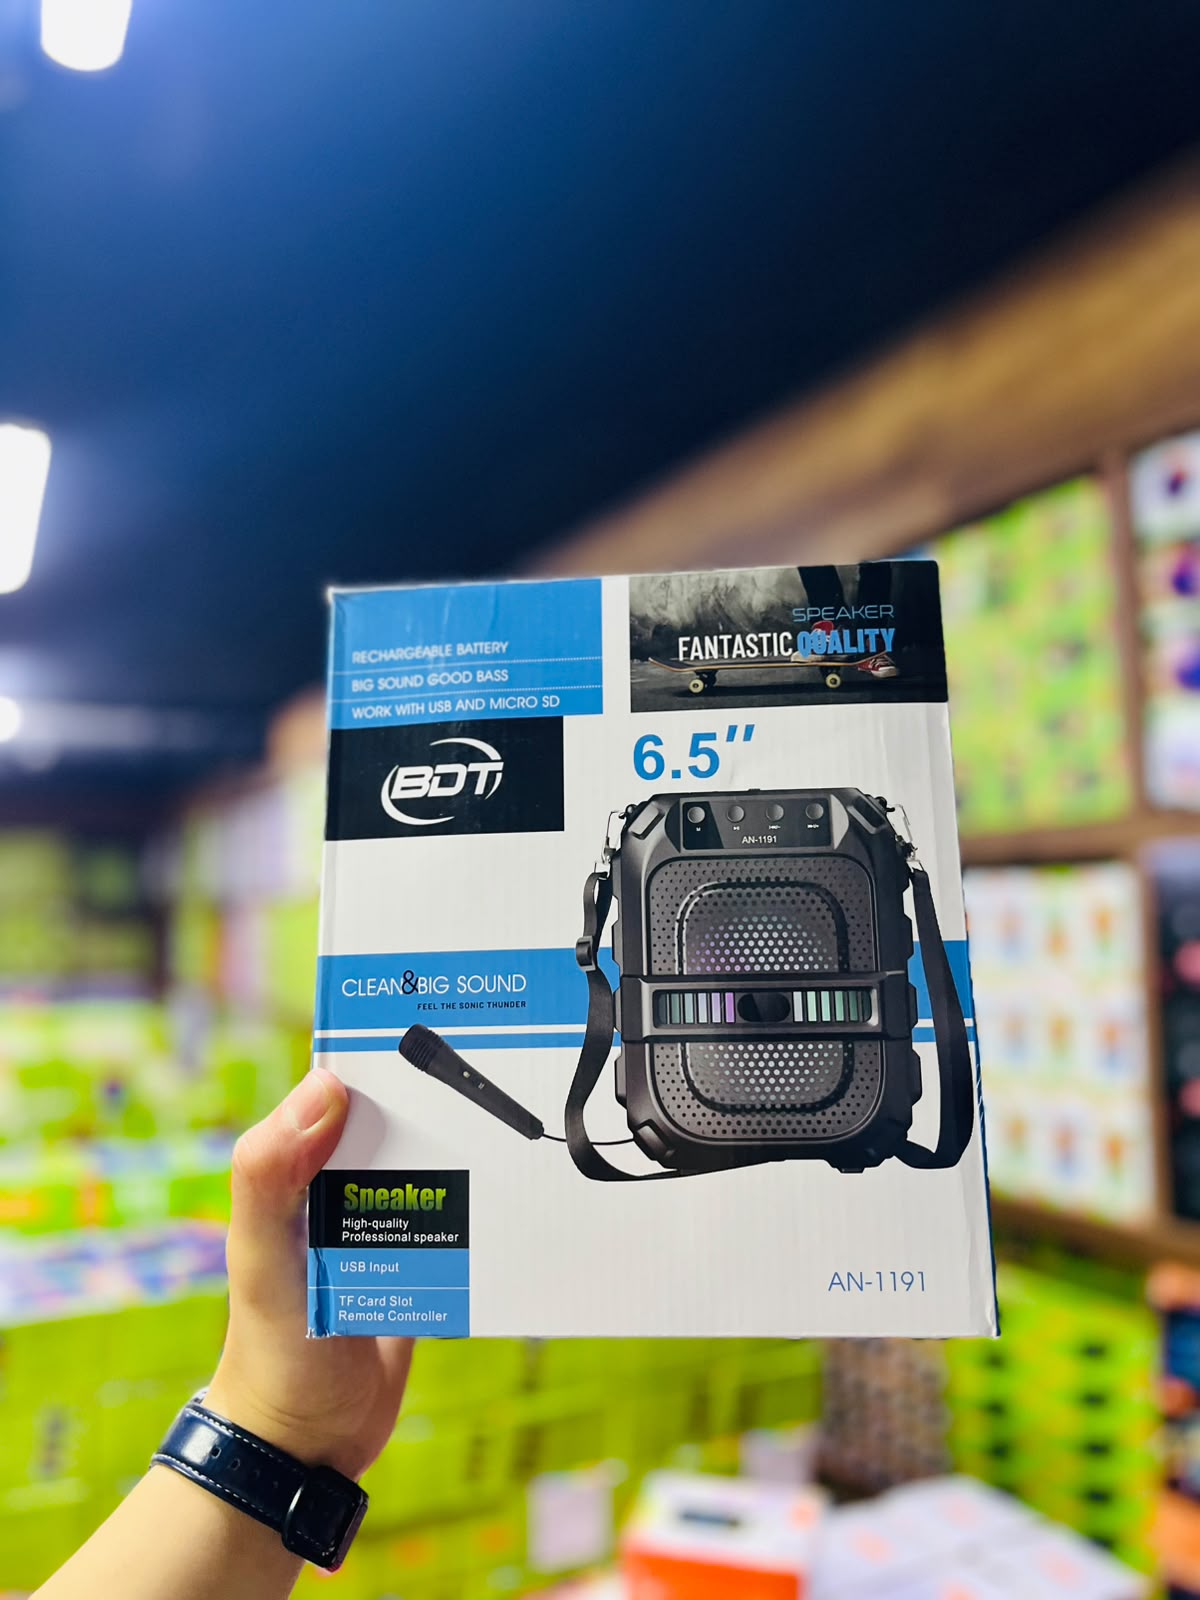 RECHARGEABLE BATTERY
BIG SOUND GOOD BASS
WORK WITH USB AND MICRO SD
SPEAKER
FANTASTIC QUALITY
BDT
6.5"
AN-1191
CLEAN&BIG SOUND
FEEL THE SONIC THUNDER
Speaker
High-quality
Professional speaker
USB Input
TF Card Slot
Remote Controller
AN-1191